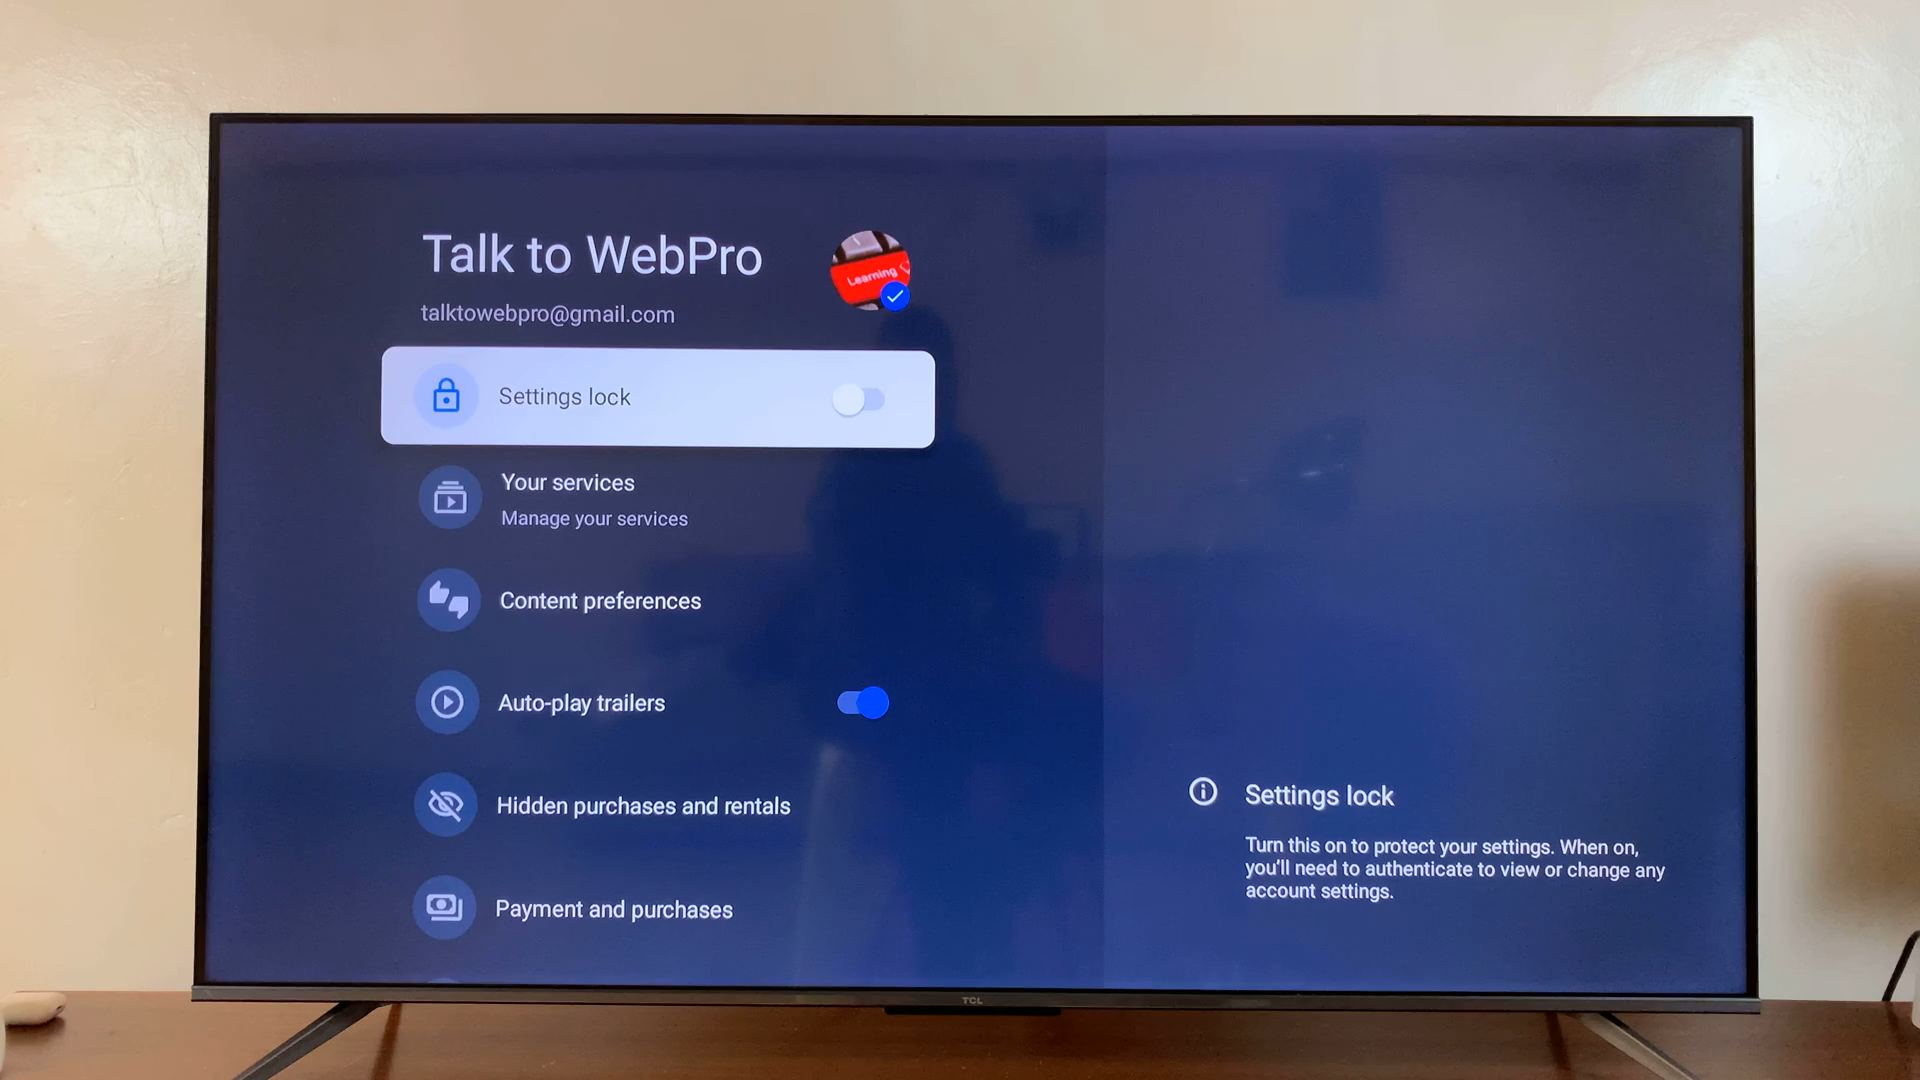 Talk to WebPro
Learning
talktowebpro@gmail.com
Settings lock
Your services
Manage your services
Content preferences
Auto-play trailers
Hidden purchases and rentals
Payment and purchases
Settings lock
Turn this on to protect your settings. When on,
you'll need to authenticate to view or change any
account settings.
TCL